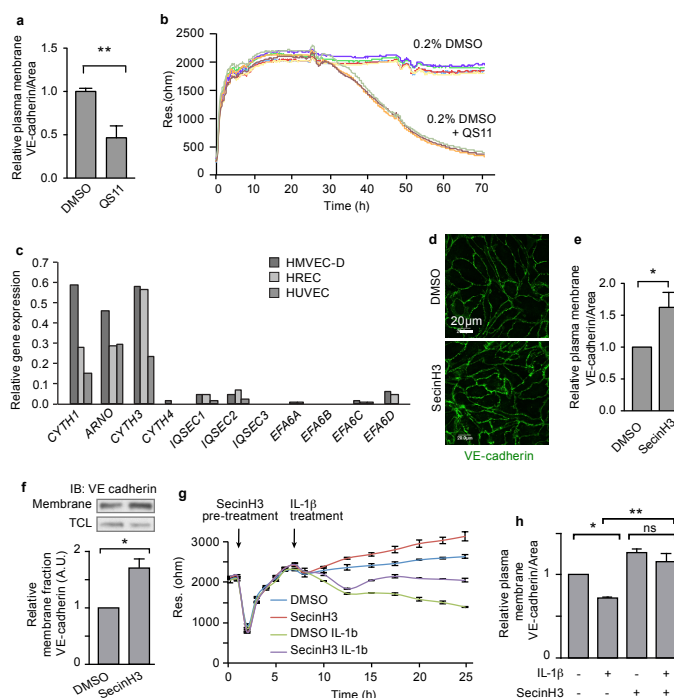 a
Relative plasma membrane
VE-cadherin/Area
1.5
1.0
0.5
0
**
DMSO
QS11
b
Res.(ohm)
2500
2000
1500
1000
500
0
0 10 20 30 40 50 60 70
Time (h)
0.2% DMSO
0.2% DMSO
+ QS11
c
Relative gene expression
0.7
0.6
0.5
0.4
0.3
0.2
0.1
0.0
HMVEC-D
HREC
HUVEC
CYTH1
ARNO
CYTH3
CYTH4
IQSEC1
IQSEC2
IQSEC3
EFA6A
EFA6B
EFA6C
EFA6D
d
DMSO
20µm
SecinH3
20.0µm
VE-cadherin
e
Relative plasma membrane
VE-cadherin/Area
2.0
1.5
1.0
0.5
0
*
DMSO
SecinH3
f
IB: VE cadherin
Membrane
TCL
Relative
membrane fraction
VE-cadherin (A.U.)
2
1
0
*
DMSO
SecinH3
g
SecinH3
pre-treatment
IL-1β
treatment
Res. (ohm)
3000
2000
1000
0
DMSO
SecinH3
DMSO IL-1b
SecinH3 IL-1b
0 5 10 15 20 25
Time (h)
h
Relative plasma
membrane
VE-cadherin/Area
2
1
0
*
**
ns
IL-1β - + - +
SecinH3 - - + +